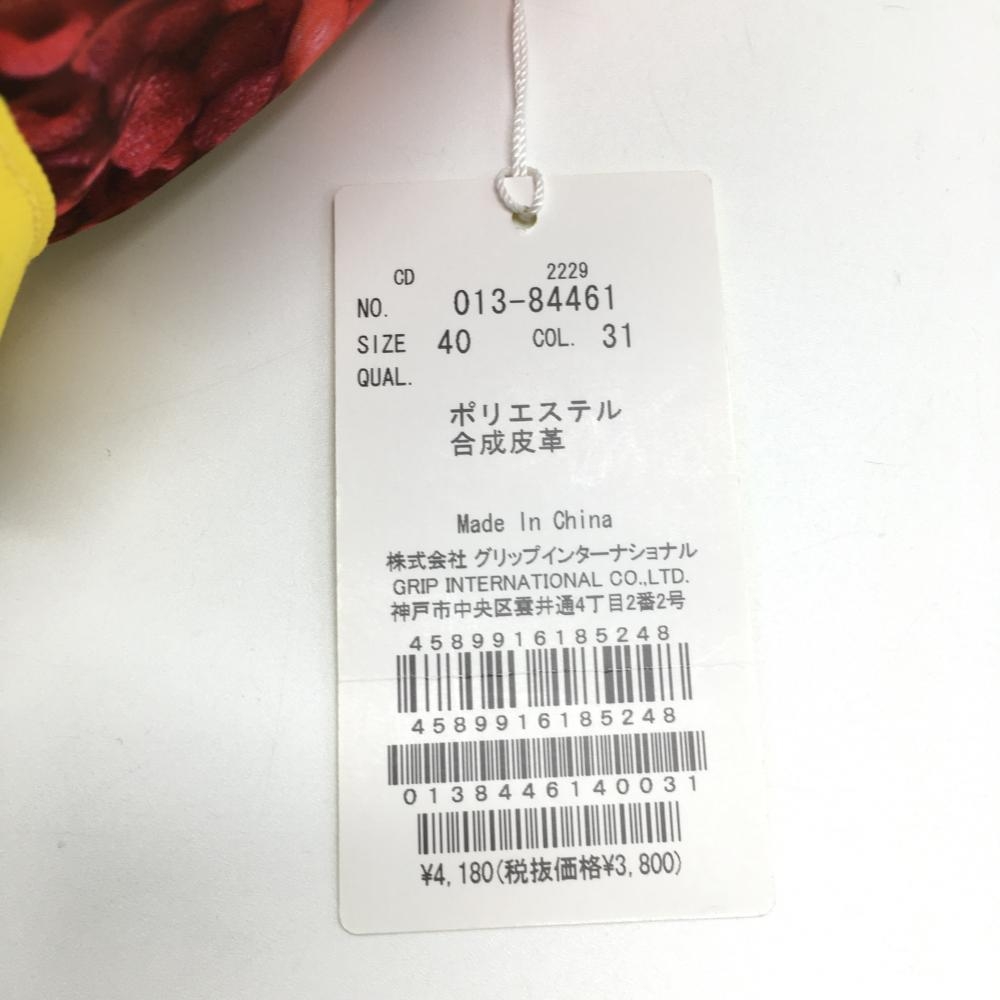 CD 2229
NO. 013-84461
SIZE 40 COL. 31
QUAL.
ポリエステル
合成皮革
Made In China
株式会社 グリップインターナショナル
GRIP INTERNATIONAL CO.,LTD.
神戸市中央区雲井通4丁目2番2号
4589916185248
4589916185248
0138446140031
¥4,180(税抜価格¥3,800)